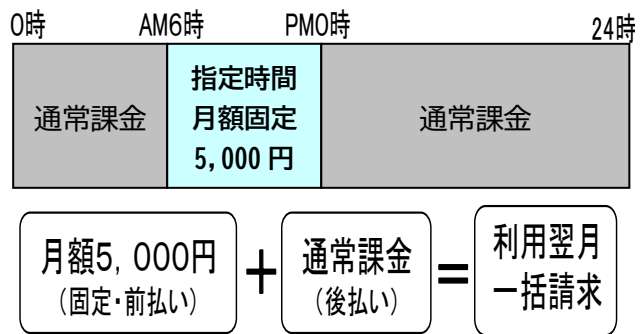 0時 AM6時 PM0時 24時
通常課金
指定時間
月額固定
5,000円
通常課金
月額5,000円
(固定・前払い)
+
通常課金
(後払い)
=
利用翌月
一括請求